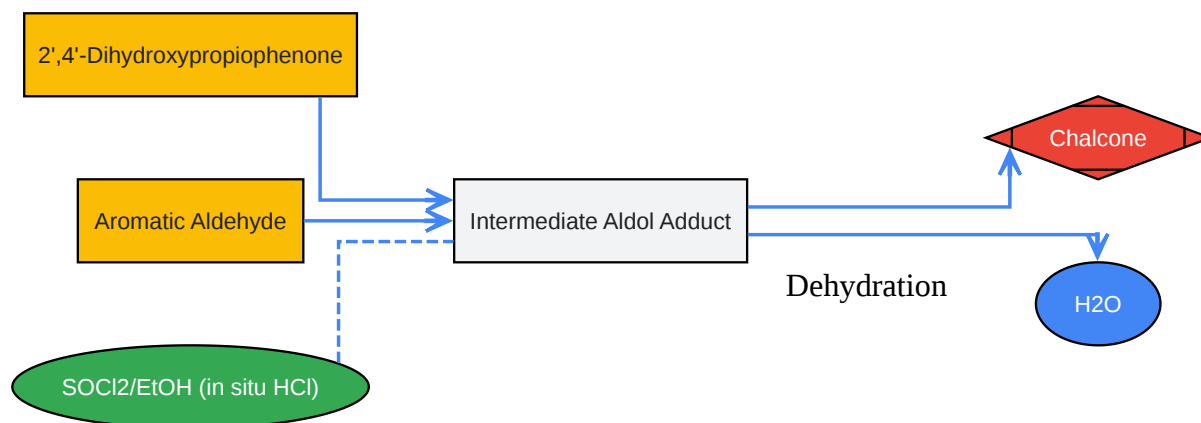 2',4'-Dihydroxypropiophenone
Chalcone
Aromatic Aldehyde
Intermediate Aldol Adduct
Dehydration
H2O
SOCl2/EtOH (in situ HCl)